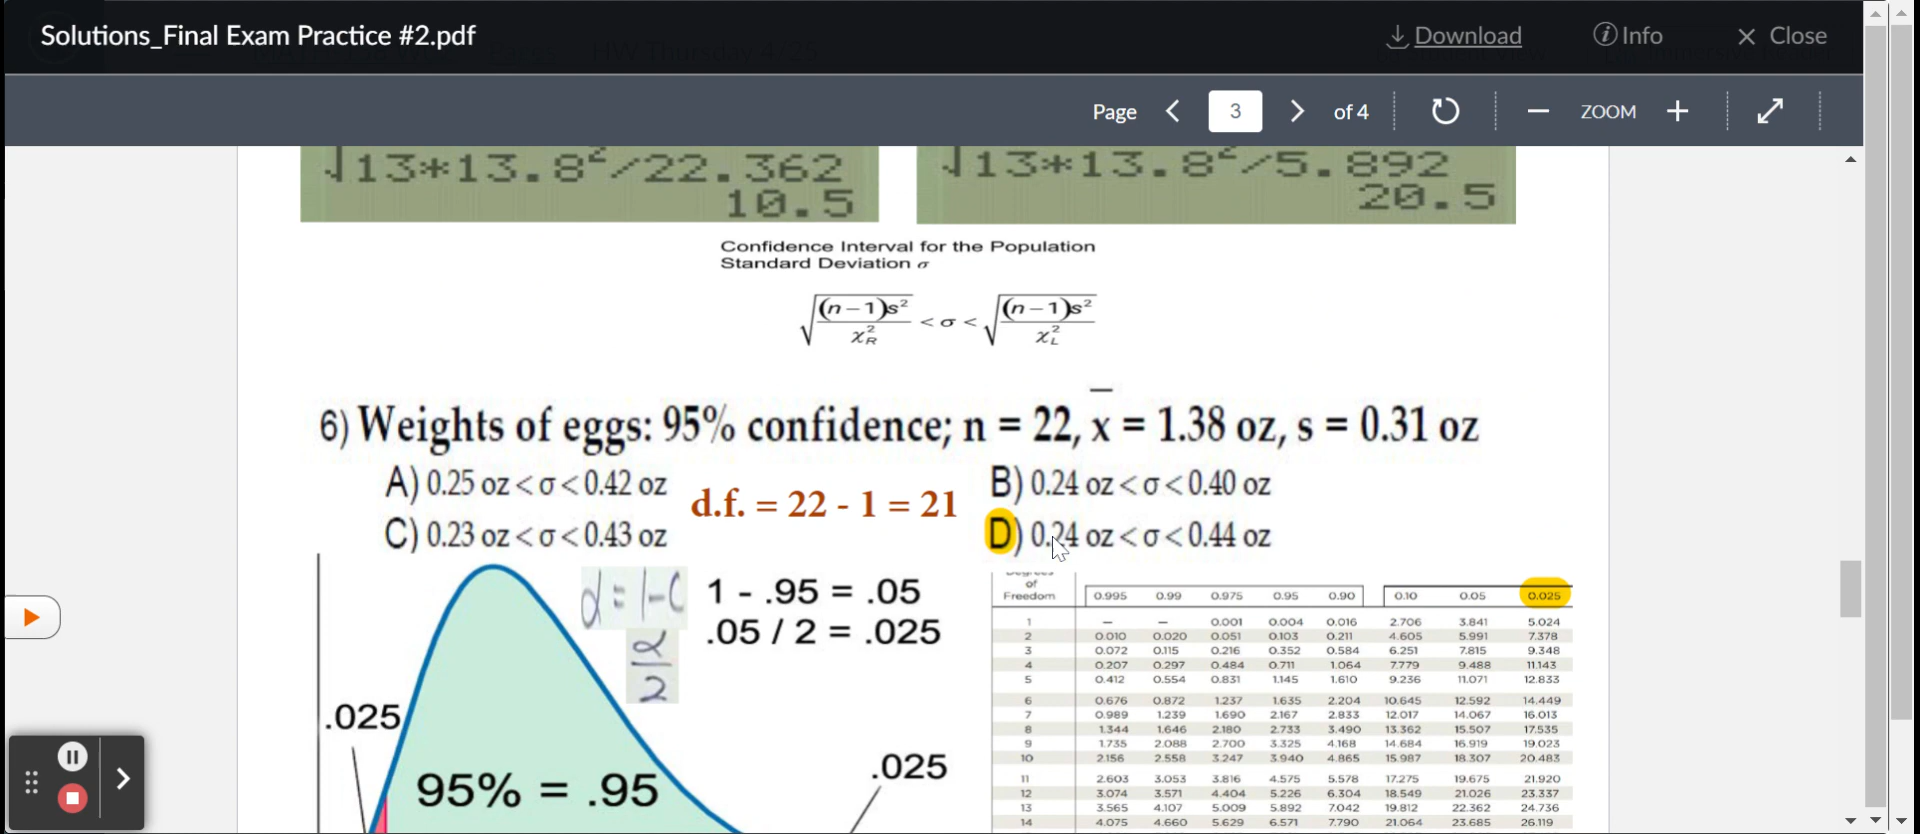 Solutions_Final Exam Practice #2.pdf
Download
Info
Close
Page 3 of 4
ZOOM
√13*13.8²/22.362
10.5
√13*13.8²/5.892
20.5
Confidence Interval for the Population
Standard Deviation σ
√((n − 1)s² / χ²R) < σ < √((n − 1)s² / χ²L)
6) Weights of eggs: 95% confidence; n = 22, x̄ = 1.38 oz, s = 0.31 oz
A) 0.25 oz < σ < 0.42 oz
B) 0.24 oz < σ < 0.40 oz
d.f. = 22 - 1 = 21
C) 0.23 oz < σ < 0.43 oz
D) 0.24 oz < σ < 0.44 oz
α = 1-C
1 - .95 = .05
α/2
.05 / 2 = .025
.025
95% = .95
.025
Degrees
of
Freedom 0.995 0.99 0.975 0.95 0.90 0.10 0.05 0.025
1 — — 0.001 0.004 0.016 2.706 3.841 5.024
2 0.010 0.020 0.051 0.103 0.211 4.605 5.991 7.378
3 0.072 0.115 0.216 0.352 0.584 6.251 7.815 9.348
4 0.207 0.297 0.484 0.711 1.064 7.779 9.488 11.143
5 0.412 0.554 0.831 1.145 1.610 9.236 11.071 12.833
6 0.676 0.872 1.237 1.635 2.204 10.645 12.592 14.449
7 0.989 1.239 1.690 2.167 2.833 12.017 14.067 16.013
8 1.344 1.646 2.180 2.733 3.490 13.362 15.507 17.535
9 1.735 2.088 2.700 3.325 4.168 14.684 16.919 19.023
10 2.156 2.558 3.247 3.940 4.865 15.987 18.307 20.483
11 2.603 3.053 3.816 4.575 5.578 17.275 19.675 21.920
12 3.074 3.571 4.404 5.226 6.304 18.549 21.026 23.337
13 3.565 4.107 5.009 5.892 7.042 19.812 22.362 24.736
14 4.075 4.660 5.629 6.571 7.790 21.064 23.685 26.119